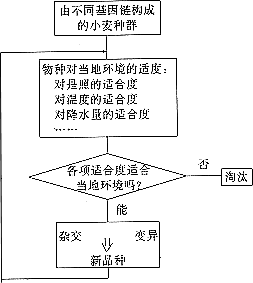 由不同基因链构成
的小麦种群
物种对当地环境的适度：
对是照的适合度
对温度的适合度
对降水量的适合度
……
各项适合度适合
当地环境吗？
否
淘汰
能
杂交 变异
⇓
新品种